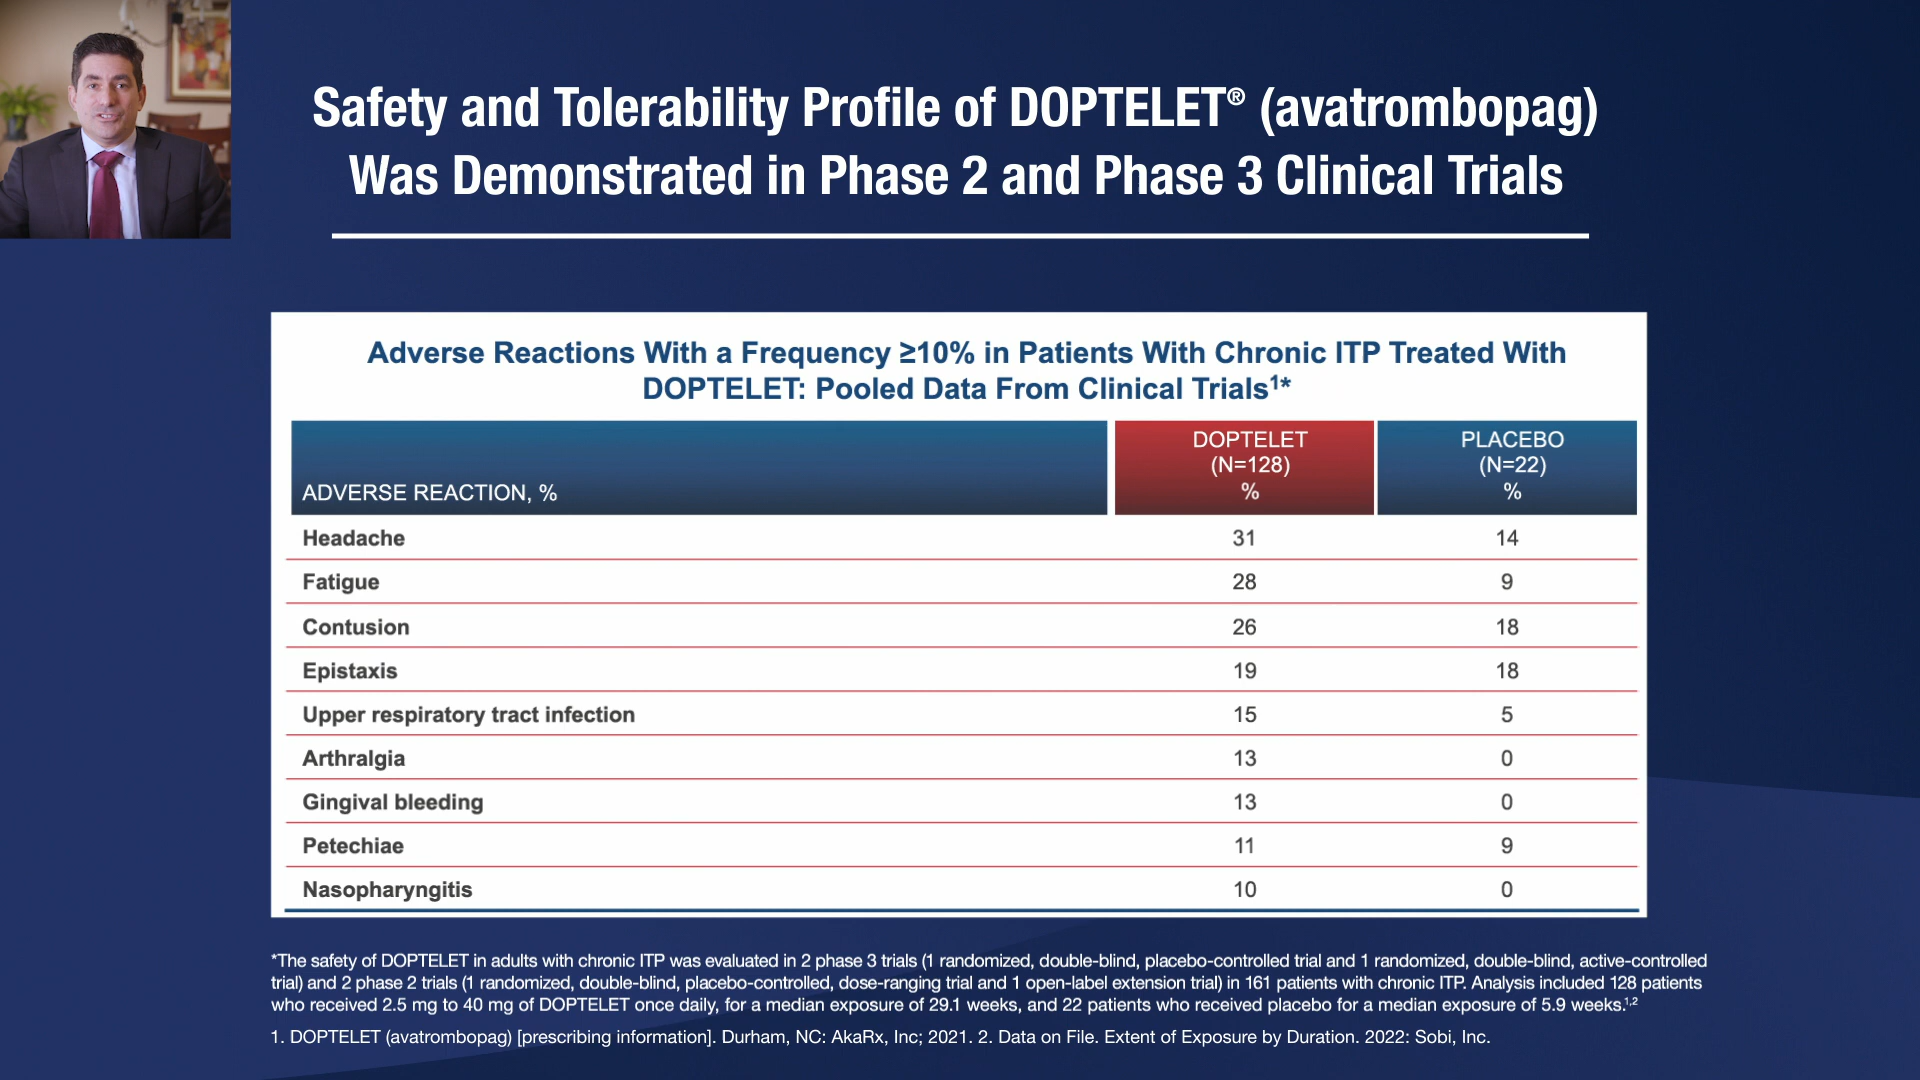 Safety and Tolerability Profile of DOPTELET® (avatrombopag)
Was Demonstrated in Phase 2 and Phase 3 Clinical Trials
Adverse Reactions With a Frequency ≥10% in Patients With Chronic ITP Treated With
DOPTELET: Pooled Data From Clinical Trials¹*
ADVERSE REACTION, % DOPTELET (N=128) % PLACEBO (N=22) %
Headache 31 14
Fatigue 28 9
Contusion 26 18
Epistaxis 19 18
Upper respiratory tract infection 15 5
Arthralgia 13 0
Gingival bleeding 13 0
Petechiae 11 9
Nasopharyngitis 10 0
*The safety of DOPTELET in adults with chronic ITP was evaluated in 2 phase 3 trials (1 randomized, double-blind, placebo-controlled trial and 1 randomized, double-blind, active-controlled
trial) and 2 phase 2 trials (1 randomized, double-blind, placebo-controlled, dose-ranging trial and 1 open-label extension trial) in 161 patients with chronic ITP. Analysis included 128 patients
who received 2.5 mg to 40 mg of DOPTELET once daily, for a median exposure of 29.1 weeks, and 22 patients who received placebo for a median exposure of 5.9 weeks.¹,²
1. DOPTELET (avatrombopag) [prescribing information]. Durham, NC: AkaRx, Inc; 2021. 2. Data on File. Extent of Exposure by Duration. 2022: Sobi, Inc.